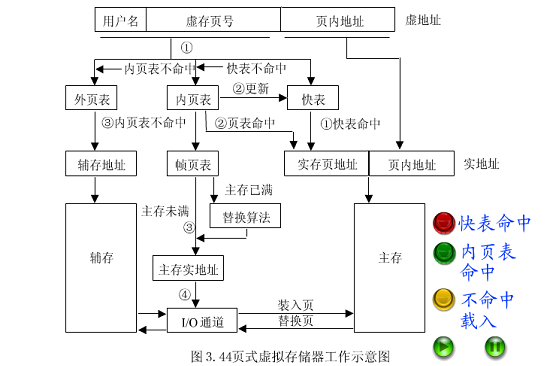 用户名 虚存页号 页内地址 虚地址
①
内页表不命中 快表不命中
②更新
外页表 内页表 快表
③内页表不命中 ②页表命中 ①快表命中
辅存地址 帧页表 实存页地址 页内地址 实地址
主存已满
主存未满 替换算法
③
辅存 主存
主存实地址
④
装入页
I/O 通道
替换页
快表命中
内页表
命中
不命中
载入
图 3.44页式虚拟存储器工作示意图